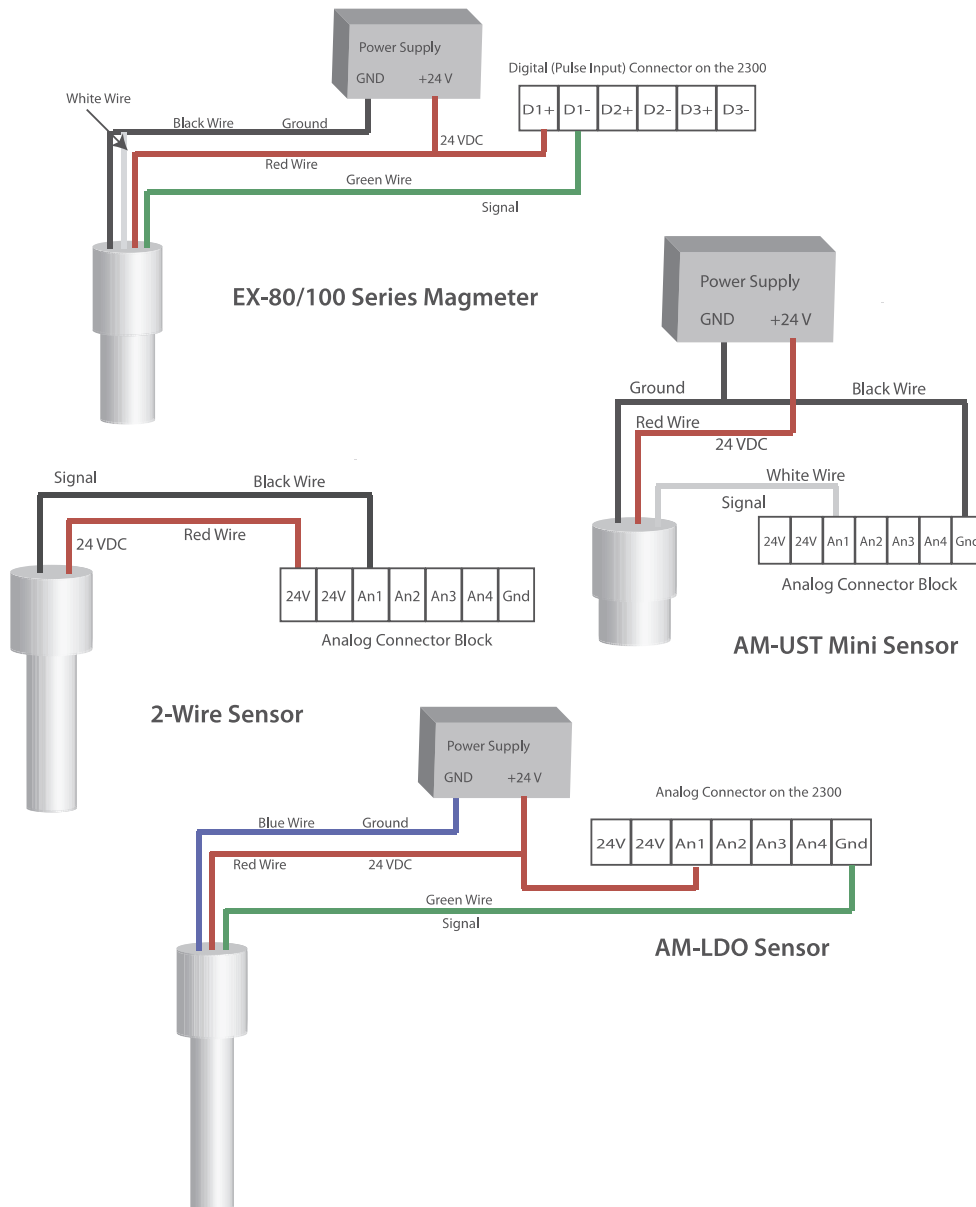 Power Supply
GND +24 V
Digital (Pulse Input) Connector on the 2300
D1+ D1- D2+ D2- D3+ D3-
White Wire
Black Wire Ground
24 VDC
Red Wire
Green Wire
Signal
EX-80/100 Series Magmeter
Power Supply
GND +24 V
Ground Black Wire
Red Wire
24 VDC
White Wire
Signal
24V 24V An1 An2 An3 An4 Gnd
Analog Connector Block
AM-UST Mini Sensor
Signal
Black Wire
Red Wire
24 VDC
24V 24V An1 An2 An3 An4 Gnd
Analog Connector Block
2-Wire Sensor
Power Supply
GND +24 V
Analog Connector on the 2300
Blue Wire Ground
24V 24V An1 An2 An3 An4 Gnd
Red Wire 24 VDC
Green Wire
Signal
AM-LDO Sensor